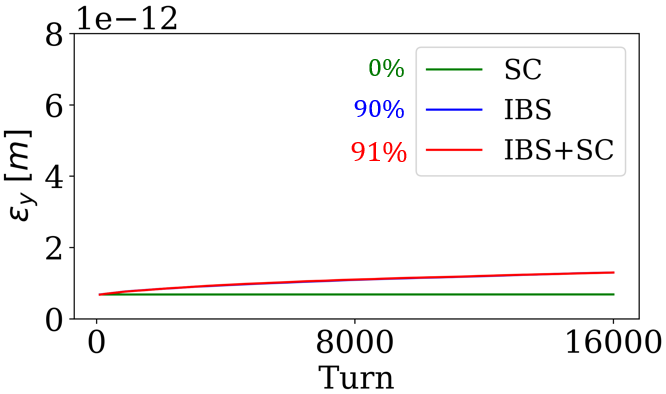 1e−12
8
6
4
2
0
ε_y [m]
0% SC
90% IBS
91% IBS+SC
0 8000 16000
Turn